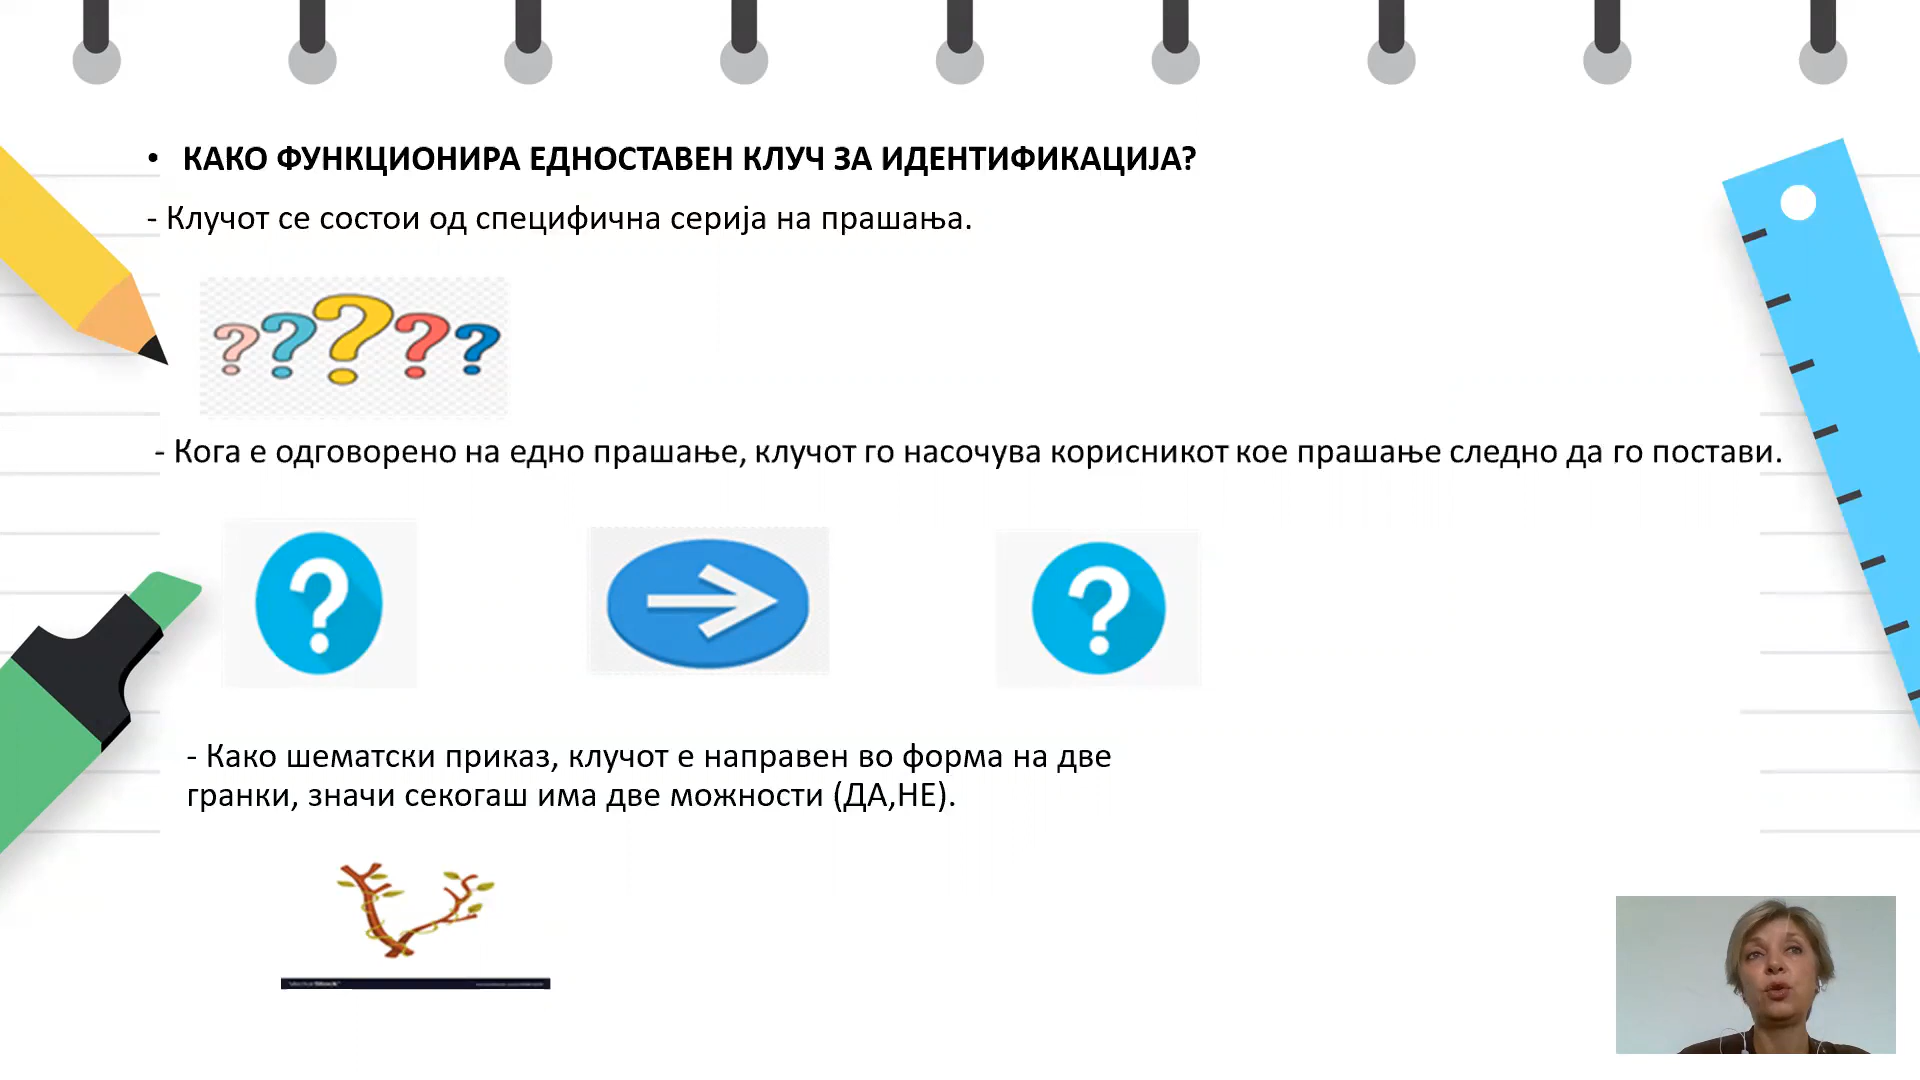 • КАКО ФУНКЦИОНИРА ЕДНОСТАВЕН КЛУЧ ЗА ИДЕНТИФИКАЦИЈА?
- Клучот се состои од специфична серија на прашања.
- Кога е одговорено на едно прашање, клучот го насочува корисникот кое прашање следно да го постави.
- Како шематски приказ, клучот е направен во форма на две
гранки, значи секогаш има две можности (ДА,НЕ).